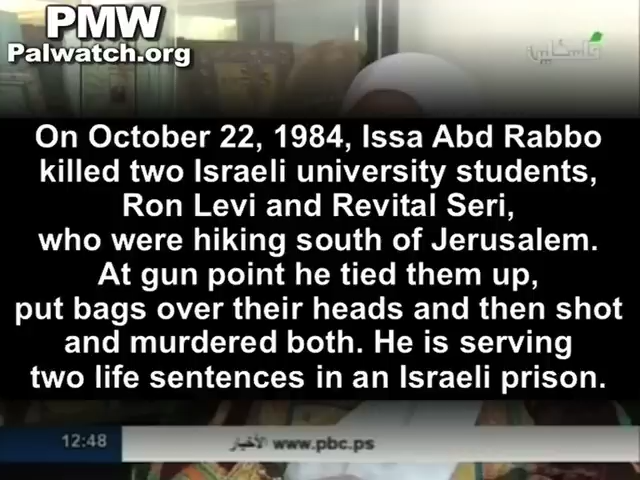 PMW
Palwatch.org
فلسطين
On October 22, 1984, Issa Abd Rabbo
killed two Israeli university students,
Ron Levi and Revital Seri,
who were hiking south of Jerusalem.
At gun point he tied them up,
put bags over their heads and then shot
and murdered both. He is serving
two life sentences in an Israeli prison.
12:48 الأخبار www.pbc.ps